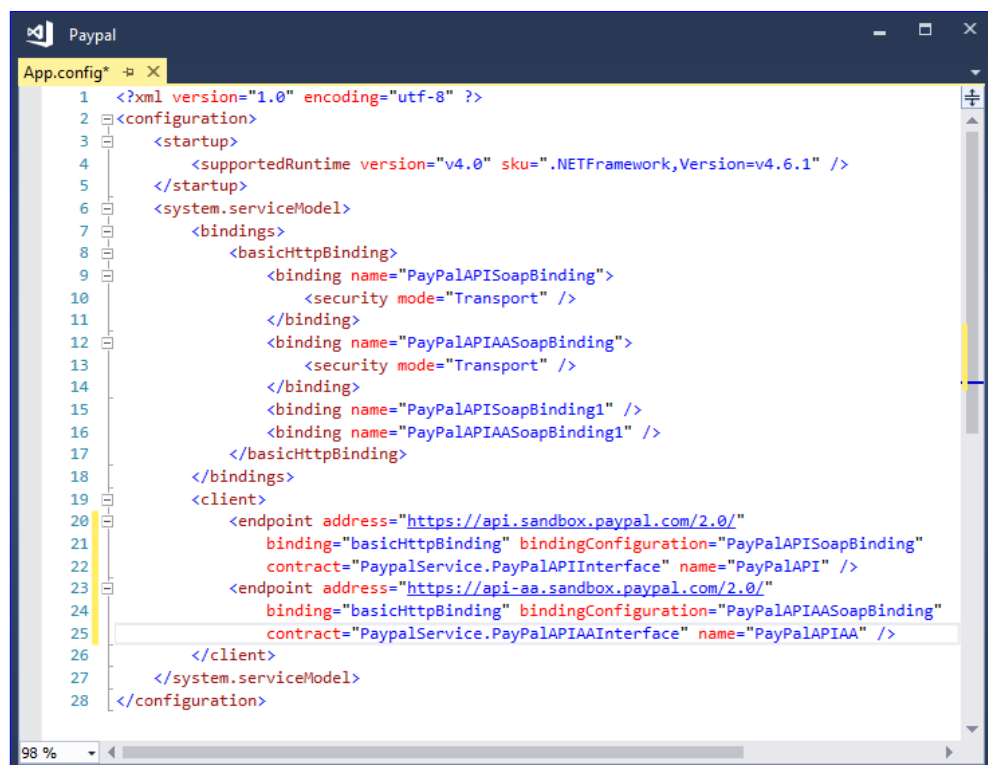 Paypal
App.config*
1 <?xml version="1.0" encoding="utf-8" ?>
2 <configuration>
3 <startup>
4 <supportedRuntime version="v4.0" sku=".NETFramework,Version=v4.6.1" />
5 </startup>
6 <system.serviceModel>
7 <bindings>
8 <basicHttpBinding>
9 <binding name="PayPalAPISoapBinding">
10 <security mode="Transport" />
11 </binding>
12 <binding name="PayPalAPIAASoapBinding">
13 <security mode="Transport" />
14 </binding>
15 <binding name="PayPalAPISoapBinding1" />
16 <binding name="PayPalAPIAASoapBinding1" />
17 </basicHttpBinding>
18 </bindings>
19 <client>
20 <endpoint address="https://api.sandbox.paypal.com/2.0/"
21 binding="basicHttpBinding" bindingConfiguration="PayPalAPISoapBinding"
22 contract="PaypalService.PayPalAPIInterface" name="PayPalAPI" />
23 <endpoint address="https://api-aa.sandbox.paypal.com/2.0/"
24 binding="basicHttpBinding" bindingConfiguration="PayPalAPIAASoapBinding"
25 contract="PaypalService.PayPalAPIAAInterface" name="PayPalAPIAA" />
26 </client>
27 </system.serviceModel>
28 </configuration>
98 %